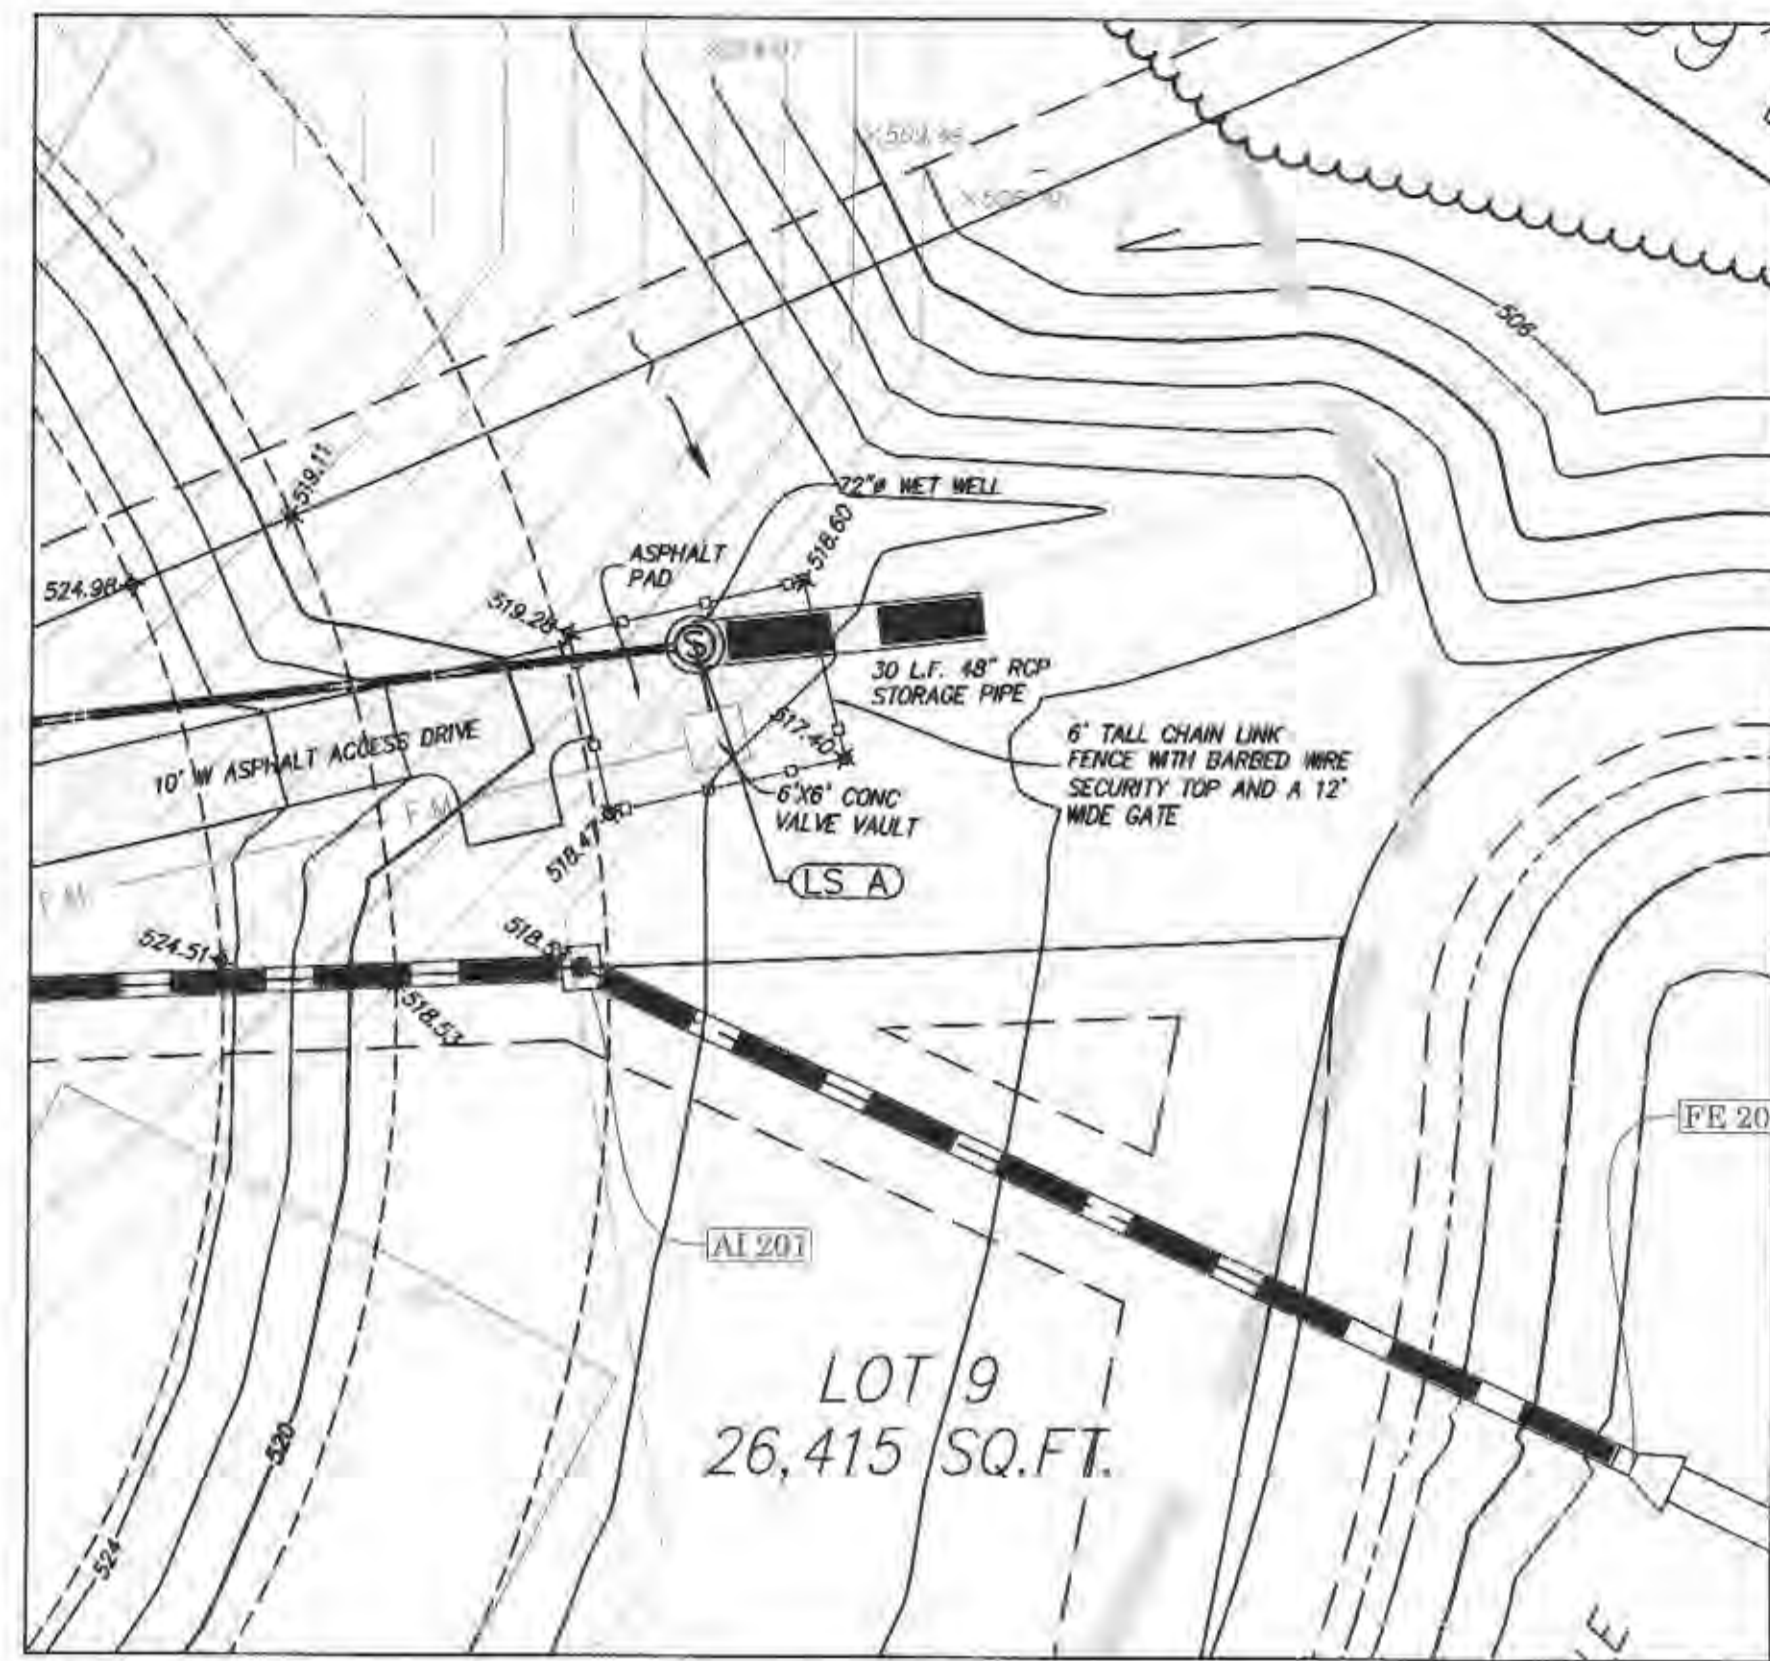 506
72"ø WET WELL
518.60
ASPHALT
PAD
519.11
524.98
519.28
30 L.F. 48" RCP
STORAGE PIPE
10' W ASPHALT ACCESS DRIVE
517.40
6' TALL CHAIN LINK
FENCE WITH BARBED WIRE
SECURITY TOP AND A 12'
WIDE GATE
6'X6' CONC
VALVE VAULT
F.M.
518.47
LS A
F.M.
524.51
518.53
FE 20
AI 201
LOT 9
26,415 SQ.FT.
520
524